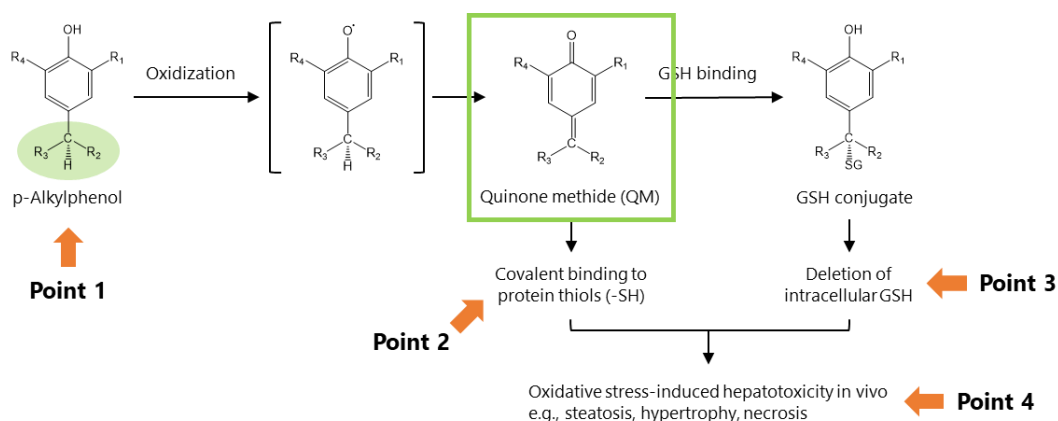 OH
R4
R1
C
R3
R2
H
p-Alkylphenol
Point 1
Oxidization
O•
R4
R1
C
R3
R2
H
O
R4
R1
C
R3
R2
Quinone methide (QM)
GSH binding
OH
R4
R1
C
R3
R2
SG
GSH conjugate
Covalent binding to
protein thiols (-SH)
Point 2
Deletion of
intracellular GSH
Point 3
Oxidative stress-induced hepatotoxicity in vivo
e.g., steatosis, hypertrophy, necrosis
Point 4